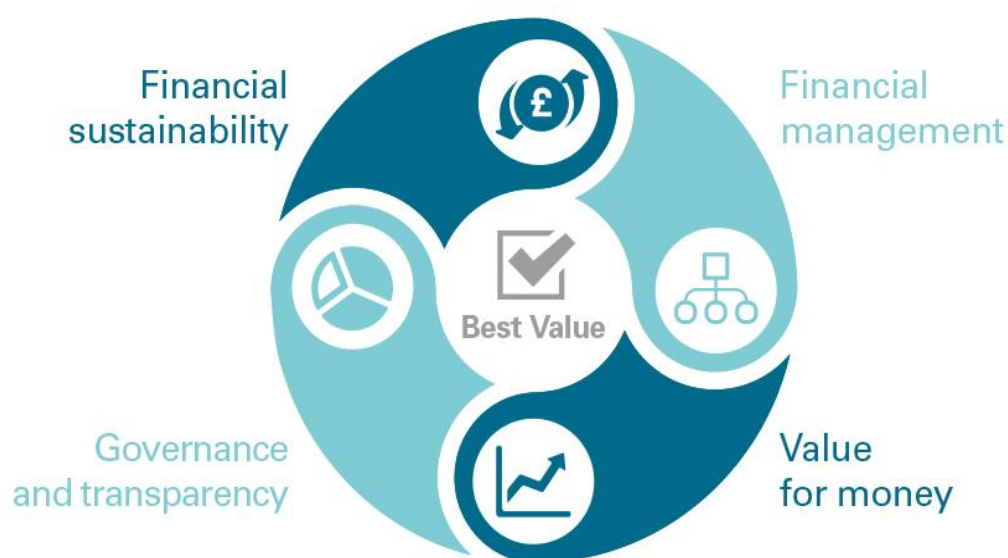 Financial
sustainability
£
Financial
management
Best Value
Governance
and transparency
Value
for money